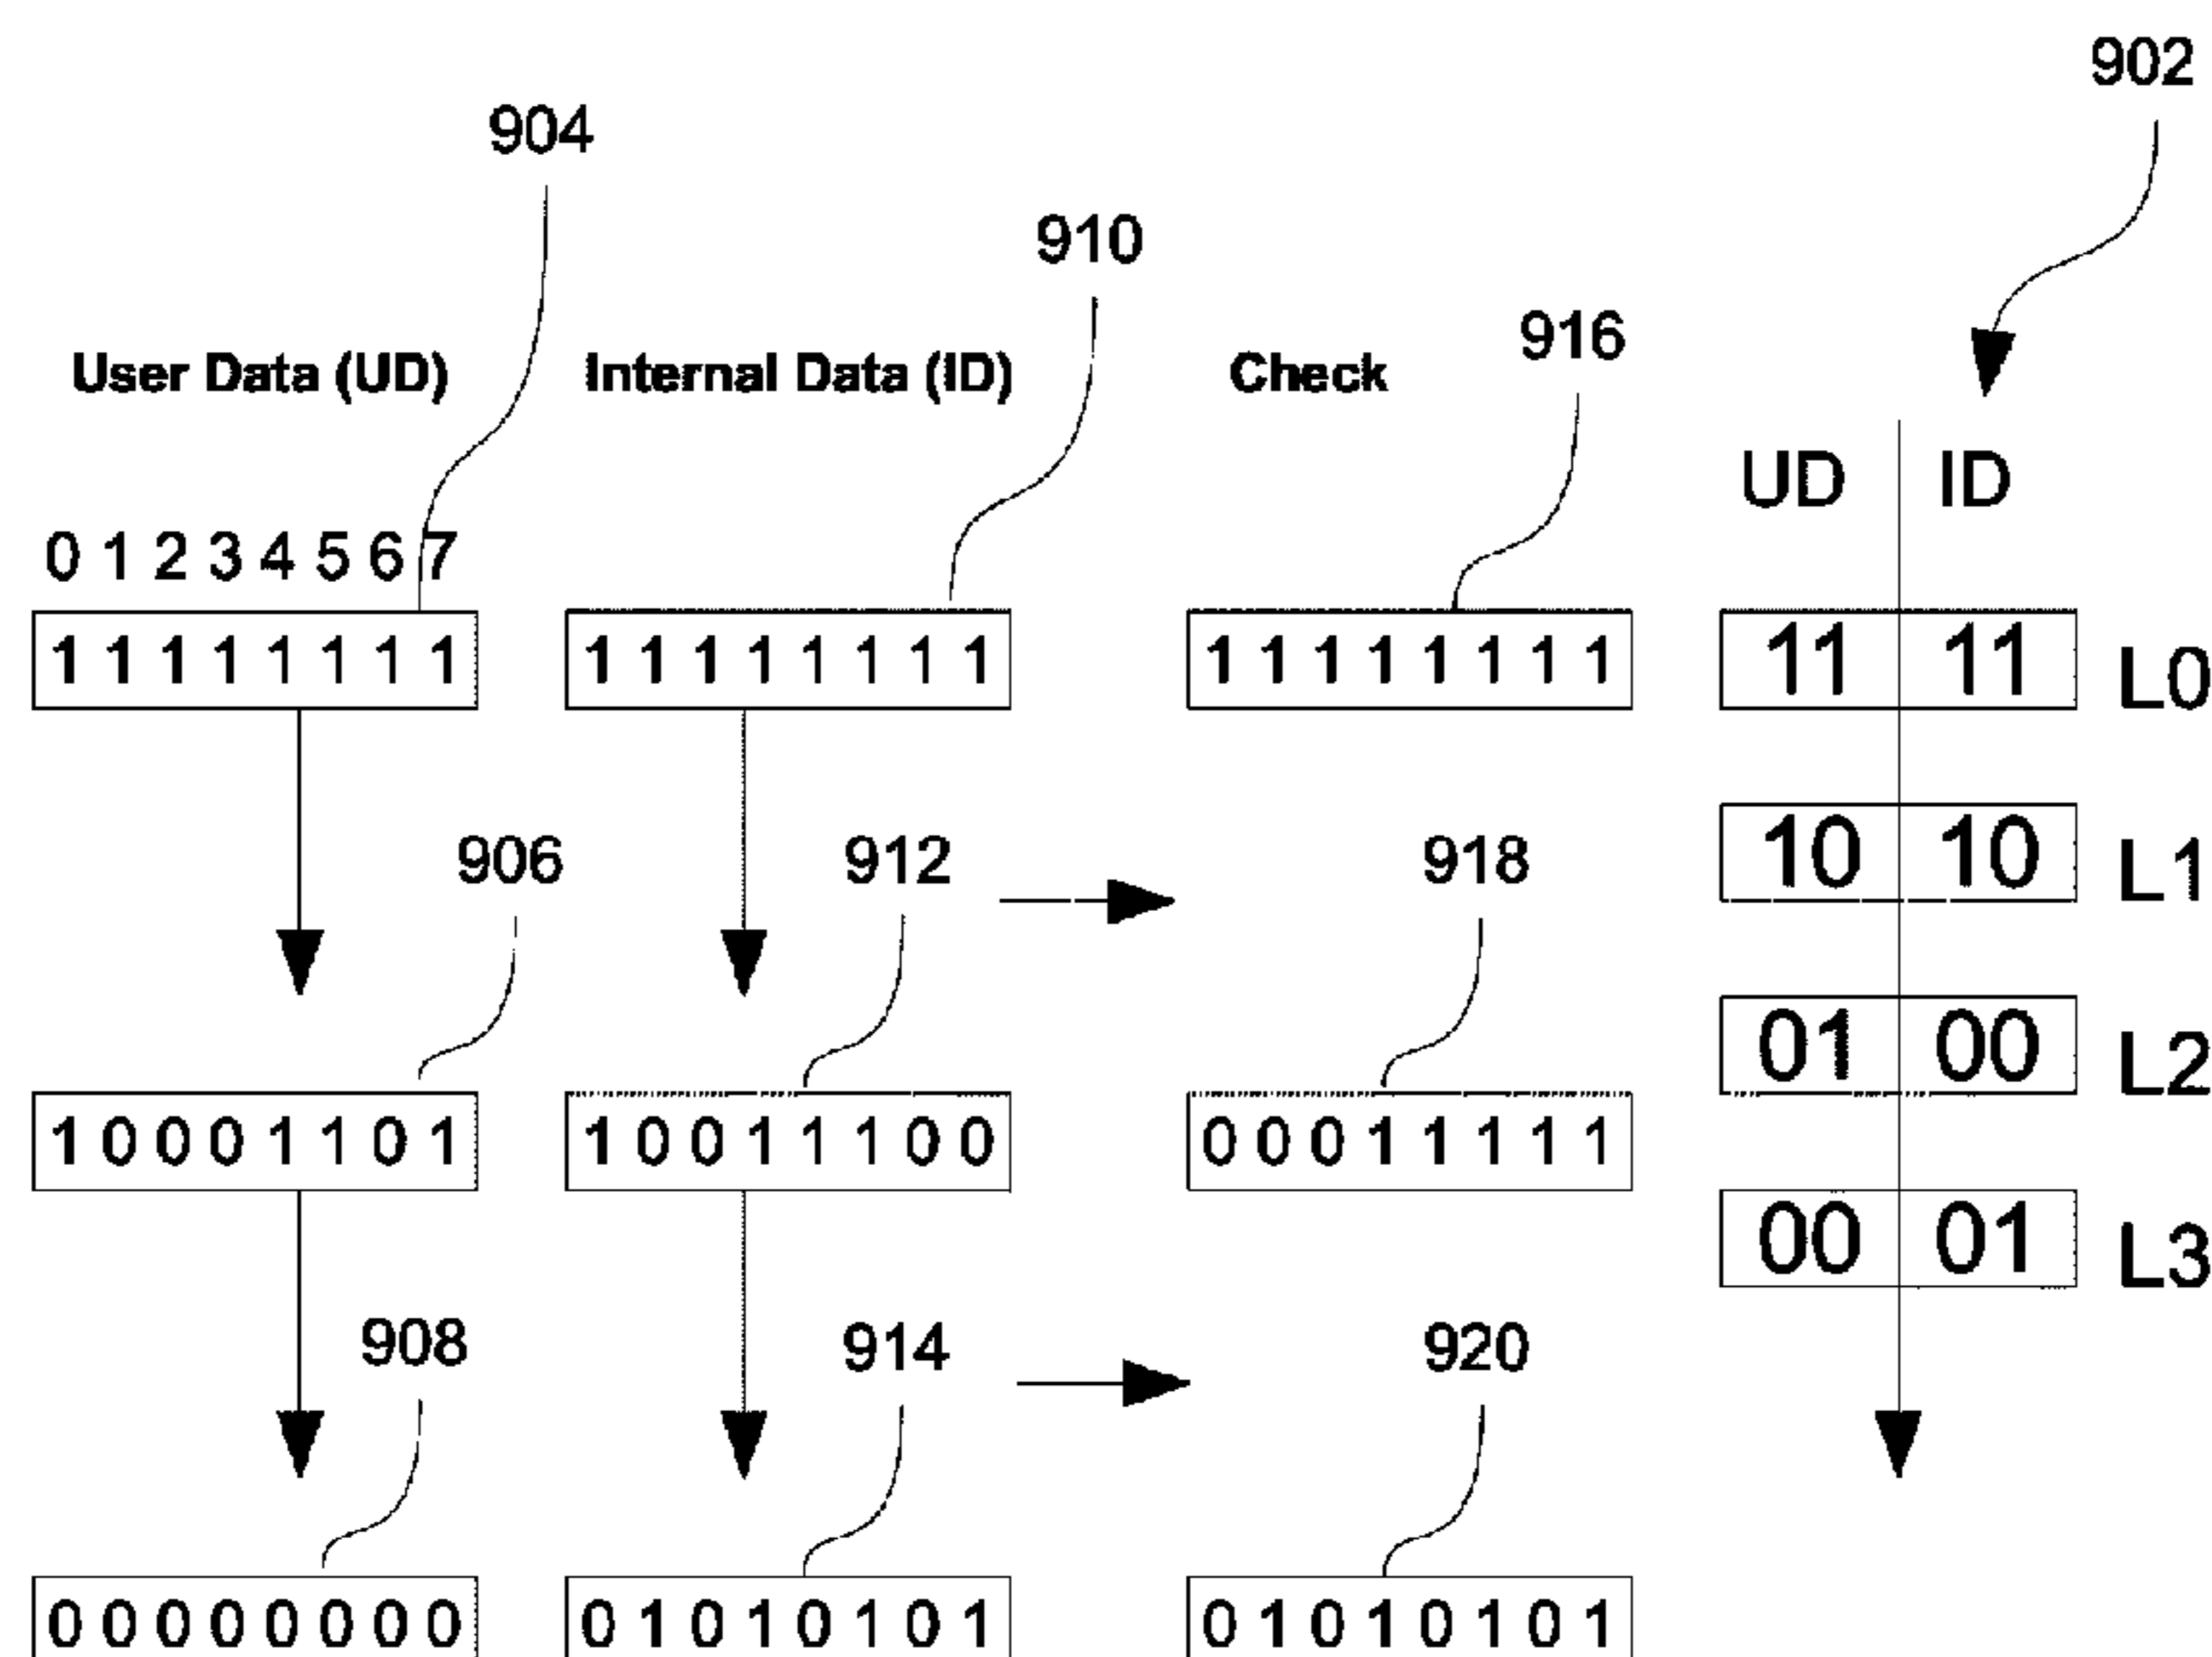 902
904
910
916
User Data (UD) Internal Data (ID) Check
UD ID
0 1 2 3 4 5 6 7
1 1 1 1 1 1 1 1 1 1 1 1 1 1 1 1 1 1 1 1 1 1 1 1 11 11 L0
906 912 918 10 10 L1
01 00 L2
1 0 0 0 1 1 0 1 1 0 0 1 1 1 0 0 0 0 0 1 1 1 1 1
00 01 L3
908 914 920
0 0 0 0 0 0 0 0 0 1 0 1 0 1 0 1 0 1 0 1 0 1 0 1